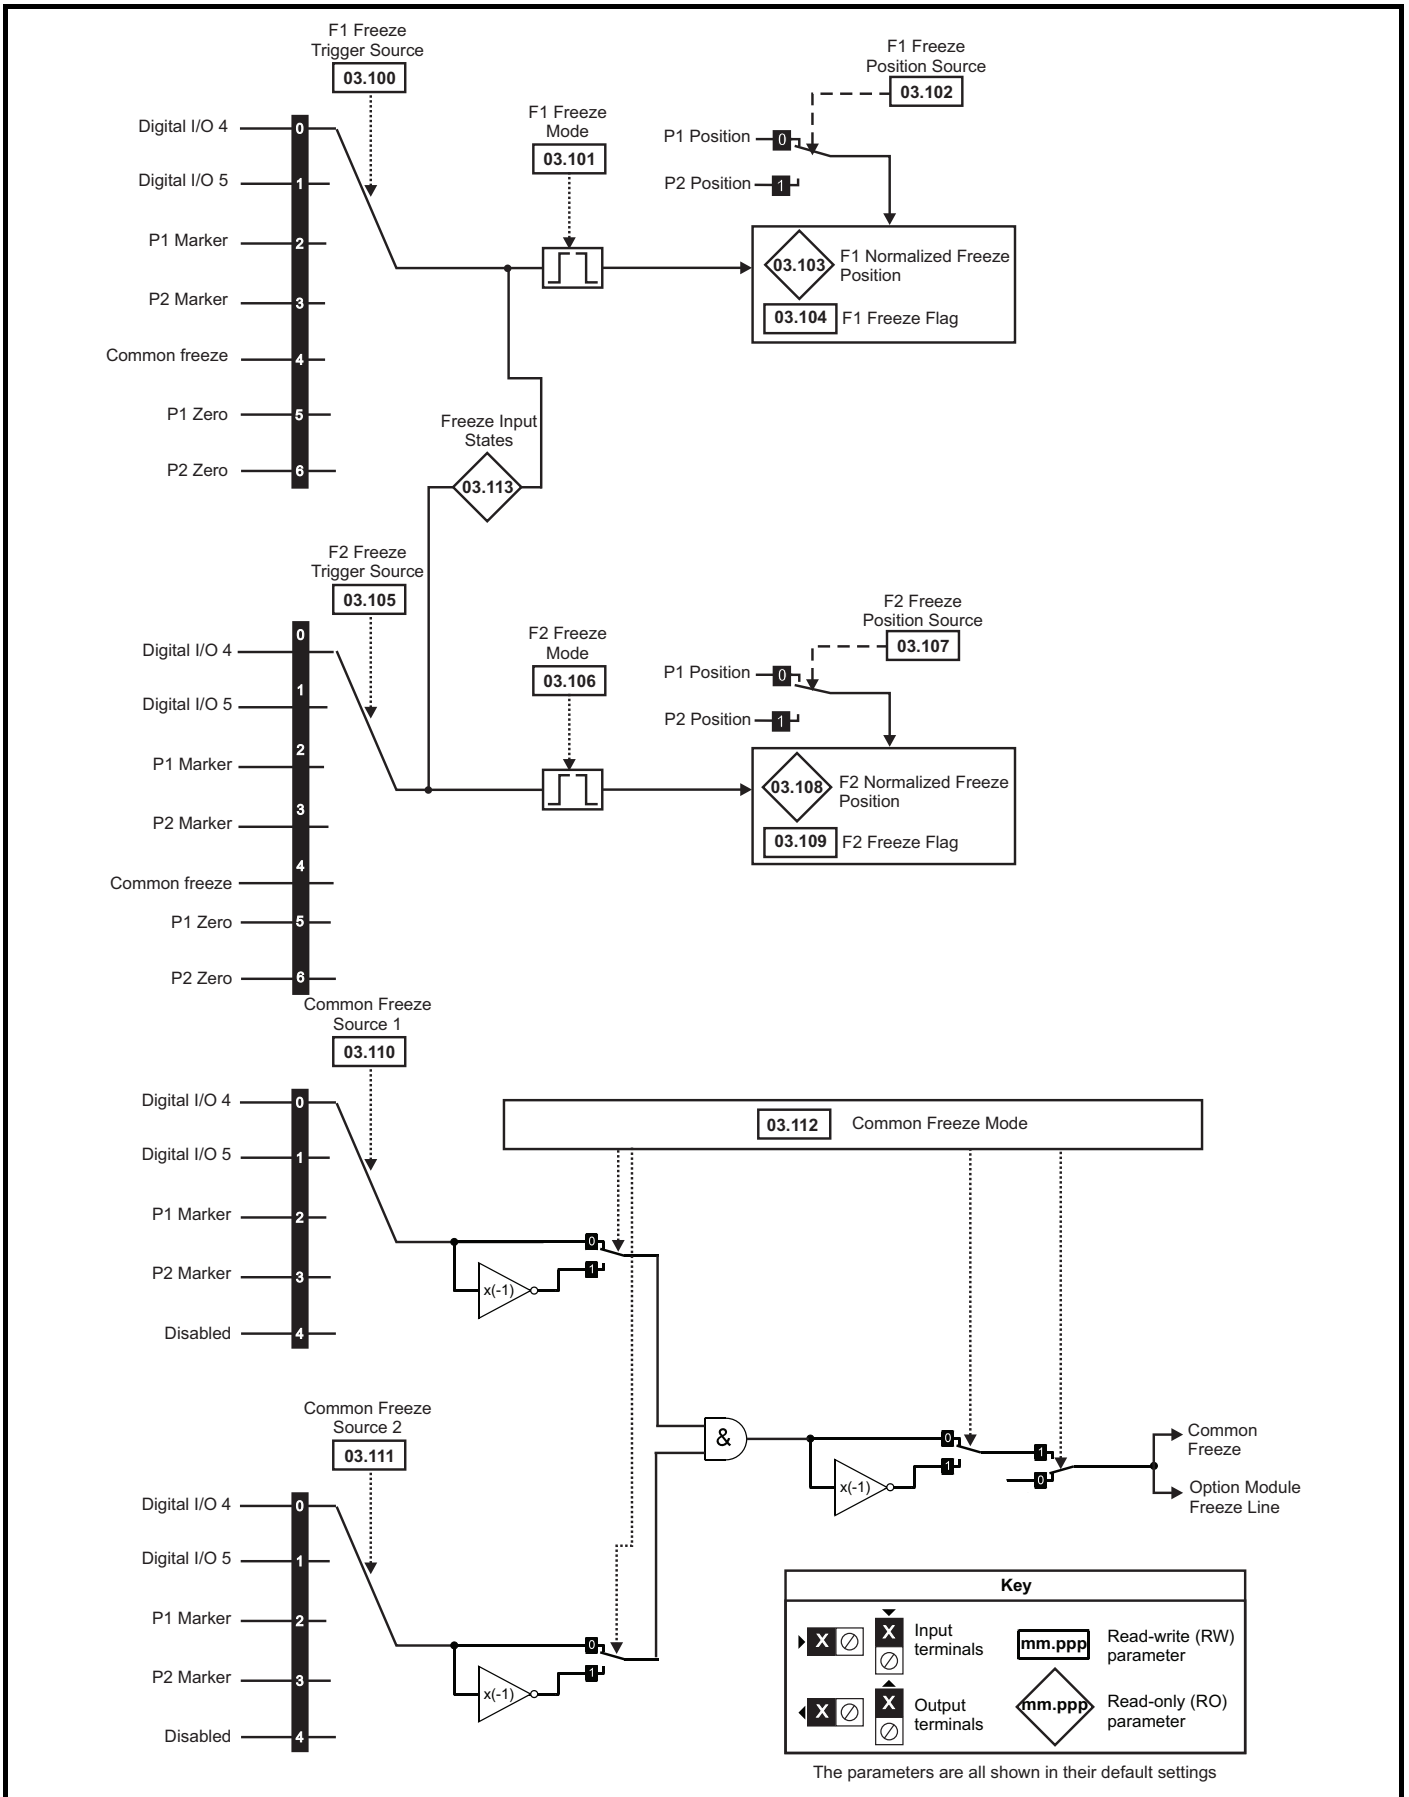 F1 Freeze
Trigger Source
03.100
Digital I/O 4
0
Digital I/O 5
1
P1 Marker
2
P2 Marker
3
Common freeze
4
P1 Zero
5
P2 Zero
6
F1 Freeze
Mode
03.101
F1 Freeze
Position Source
03.102
P1 Position
0
P2 Position
1
03.103
F1 Normalized Freeze
Position
03.104
F1 Freeze Flag
Freeze Input
States
03.113
F2 Freeze
Trigger Source
03.105
Digital I/O 4
0
Digital I/O 5
1
P1 Marker
2
P2 Marker
3
Common freeze
4
P1 Zero
5
P2 Zero
6
F2 Freeze
Mode
03.106
F2 Freeze
Position Source
03.107
P1 Position
0
P2 Position
1
03.108
F2 Normalized Freeze
Position
03.109
F2 Freeze Flag
Common Freeze
Source 1
03.110
Digital I/O 4
0
Digital I/O 5
1
P1 Marker
2
P2 Marker
3
Disabled
4
03.112
Common Freeze Mode
0
1
x(-1)
Common Freeze
Source 2
03.111
Digital I/O 4
0
Digital I/O 5
1
P1 Marker
2
P2 Marker
3
Disabled
4
0
1
x(-1)
&
0
1
x(-1)
1
0
Common
Freeze
Option Module
Freeze Line
Key
X
X
Input
terminals
mm.ppp
Read-write (RW)
parameter
X
X
Output
terminals
mm.ppp
Read-only (RO)
parameter
The parameters are all shown in their default settings